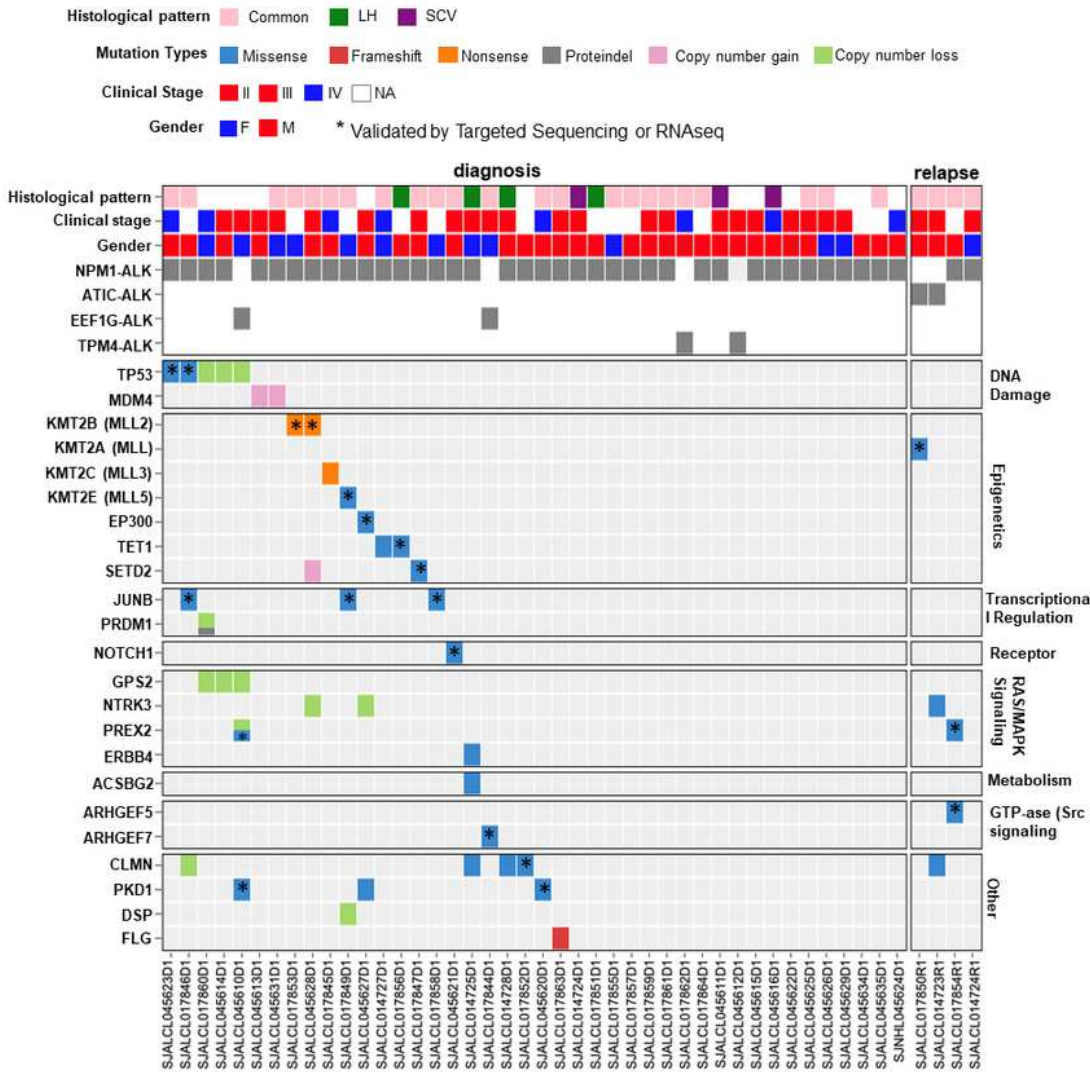 Histological pattern Common LH SCV
Mutation Types Missense Frameshift Nonsense Proteindel Copy number gain Copy number loss
Clinical Stage II III IV NA
Gender F M * Validated by Targeted Sequencing or RNAseq
diagnosis relapse
Histological pattern
Clinical stage
Gender
NPM1-ALK
ATIC-ALK
EEF1G-ALK
TPM4-ALK
TP53
MDM4
DNA
Damage
KMT2B (MLL2)
KMT2A (MLL)
KMT2C (MLL3)
KMT2E (MLL5)
EP300
TET1
SETD2
Epigenetics
JUNB
PRDM1
Transcriptiona
l Regulation
NOTCH1
Receptor
GPS2
NTRK3
PREX2
ERBB4
RAS/MAPK
Signaling
ACSBG2
Metabolism
ARHGEF5
ARHGEF7
GTP-ase (Src
signaling
CLMN
PKD1
DSP
FLG
Other
SJALCL045623D1
SJALCL017846D1
SJALCL017860D1
SJALCL045614D1
SJALCL045610D1
SJALCL045613D1
SJALCL045631D1
SJALCL017853D1
SJALCL045628D1
SJALCL017845D1
SJALCL017849D1
SJALCL045627D1
SJALCL014727D1
SJALCL017856D1
SJALCL017847D1
SJALCL017858D1
SJALCL045621D1
SJALCL014725D1
SJALCL017844D1
SJALCL014728D1
SJALCL017852D1
SJALCL045620D1
SJALCL017863D1
SJALCL014724D1
SJALCL017851D1
SJALCL017855D1
SJALCL017857D1
SJALCL017859D1
SJALCL017861D1
SJALCL017862D1
SJALCL017864D1
SJALCL045611D1
SJALCL045612D1
SJALCL045615D1
SJALCL045616D1
SJALCL045622D1
SJALCL045625D1
SJALCL045626D1
SJALCL045629D1
SJALCL045634D1
SJALCL045635D1
SJNHL045624D1
SJALCL017850R1
SJALCL014723R1
SJALCL017854R1
SJALCL014724R1